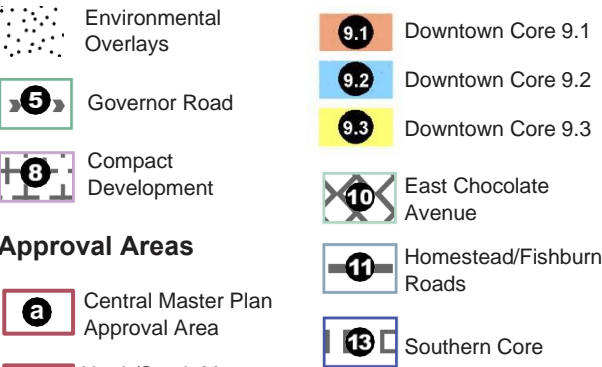 Environmental
Overlays
5 Governor Road
8 Compact
Development
Approval Areas
a Central Master Plan
Approval Area
9.1 Downtown Core 9.1
9.2 Downtown Core 9.2
9.3 Downtown Core 9.3
10 East Chocolate
Avenue
11 Homestead/Fishburn
Roads
13 Southern Core